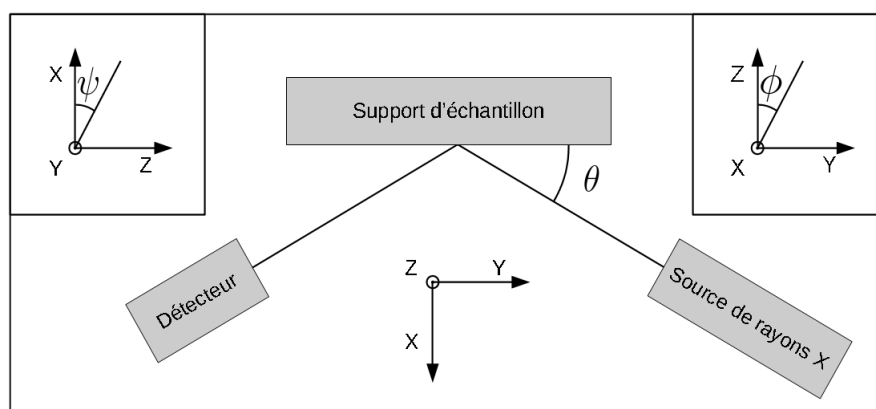 X
ψ
Y
Z
Support d'échantillon
Z
ϕ
X
Y
θ
Détecteur
Z
Y
X
Source de rayons X